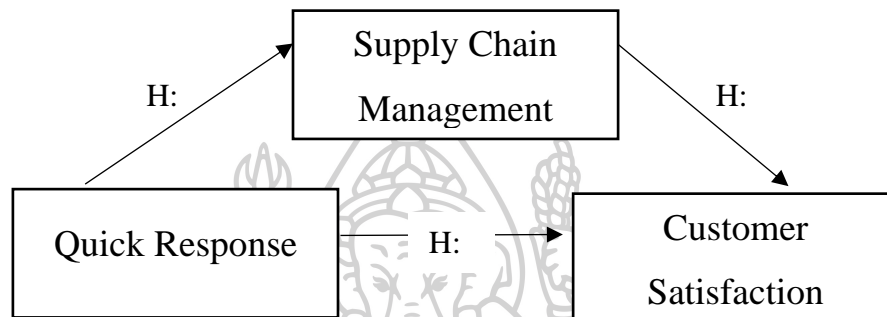 Supply Chain
Management
H:
H:
Quick Response
H:
Customer
Satisfaction